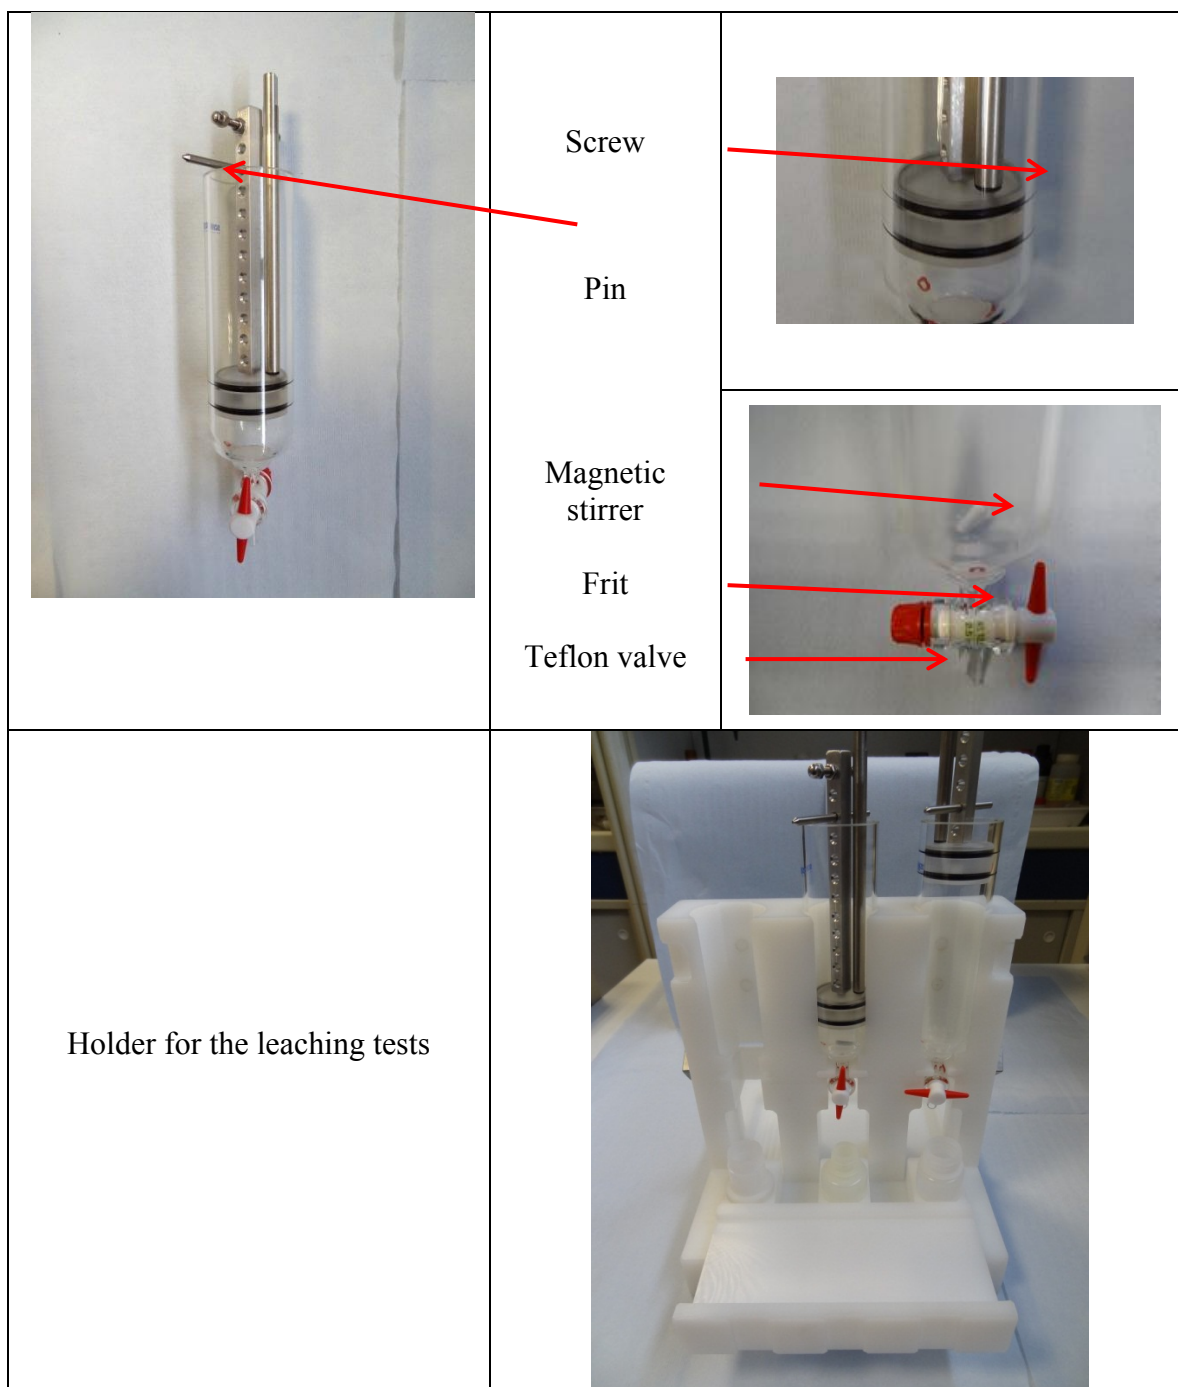 Screw
Pin
Magnetic
stirrer
Frit
Teflon valve
Holder for the leaching tests